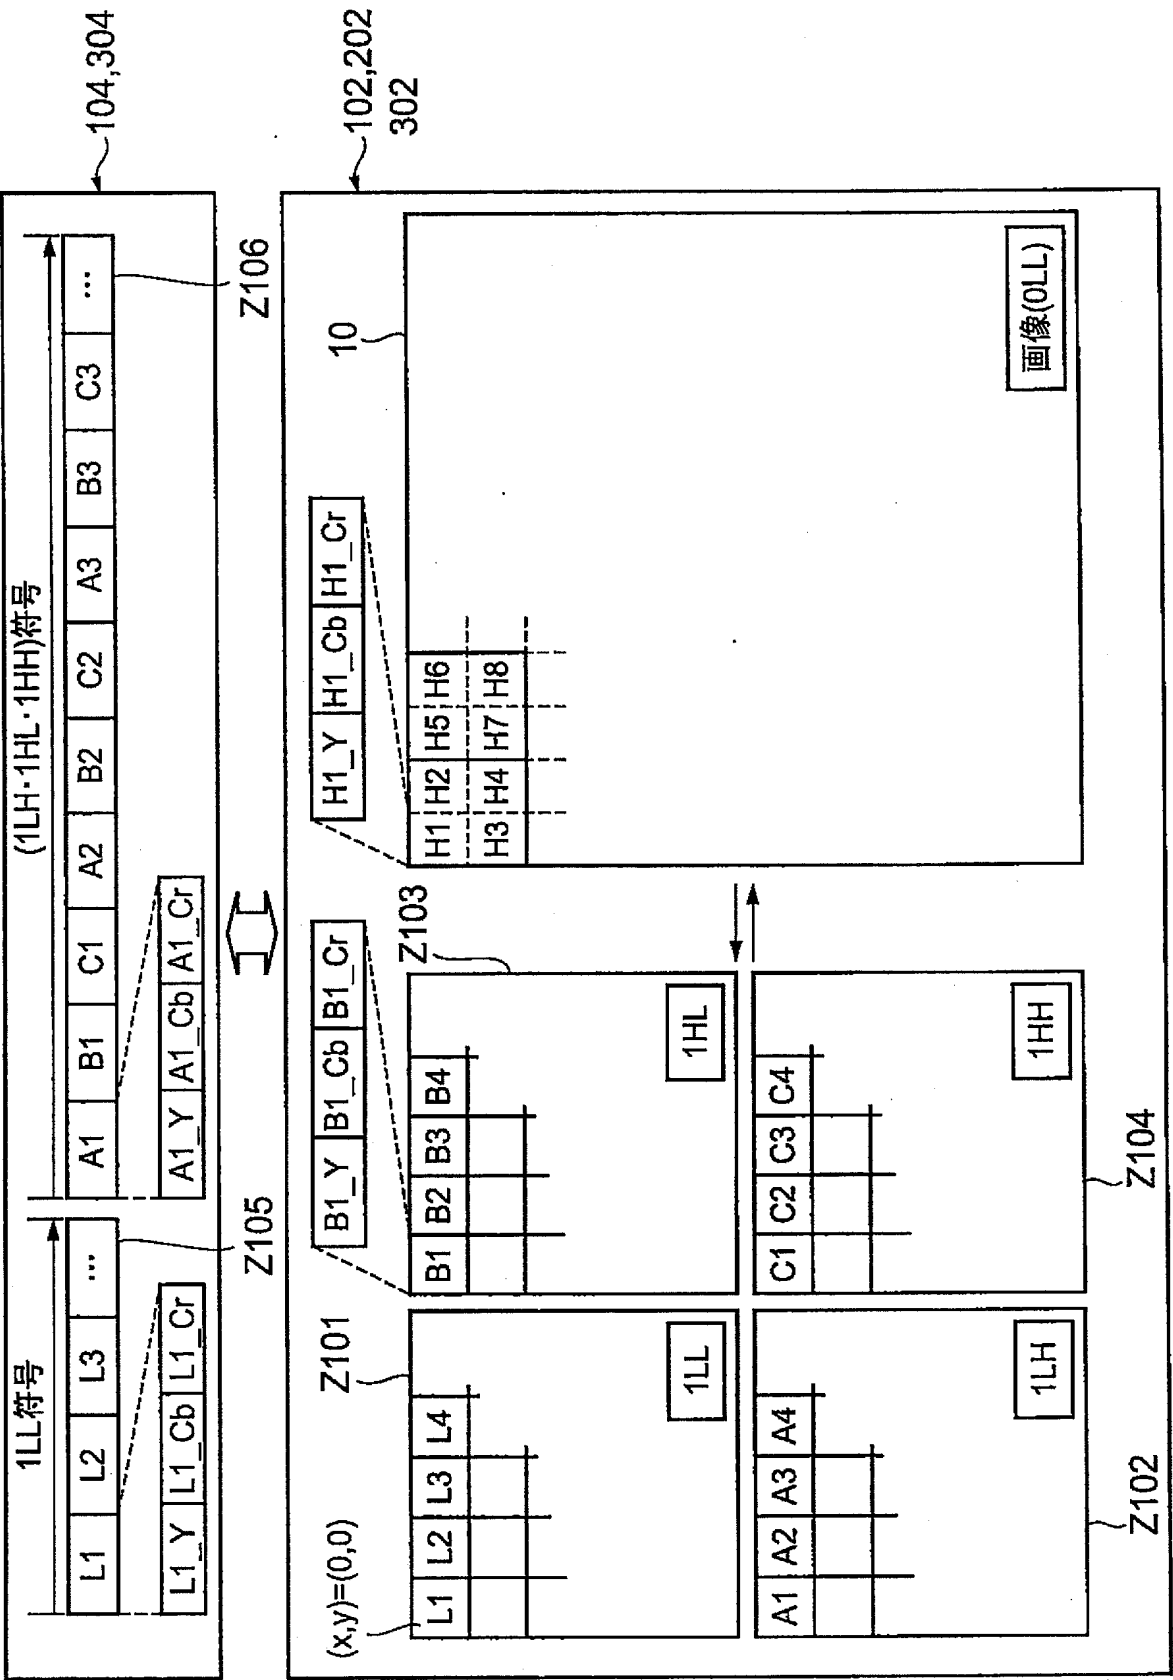 104,304
1LL符号
(1LH·1HL·1HH)符号
L1 L2 L3 ...
A1 B1 C1 A2 B2 C2 A3 B3 C3 ...
L1_Y L1_Cb L1_Cr
A1_Y A1_Cb A1_Cr
Z105
Z106
102,202
302
(x,y)=(0,0)
Z101
B1_Y B1_Cb B1_Cr
Z103
H1_Y H1_Cb H1_Cr
10
L1 L2 L3 L4
1LL
B1 B2 B3 B4
1HL
H1 H2 H5 H6
H3 H4 H7 H8
画像(0LL)
A1 A2 A3 A4
1LH
C1 C2 C3 C4
1HH
Z102
Z104